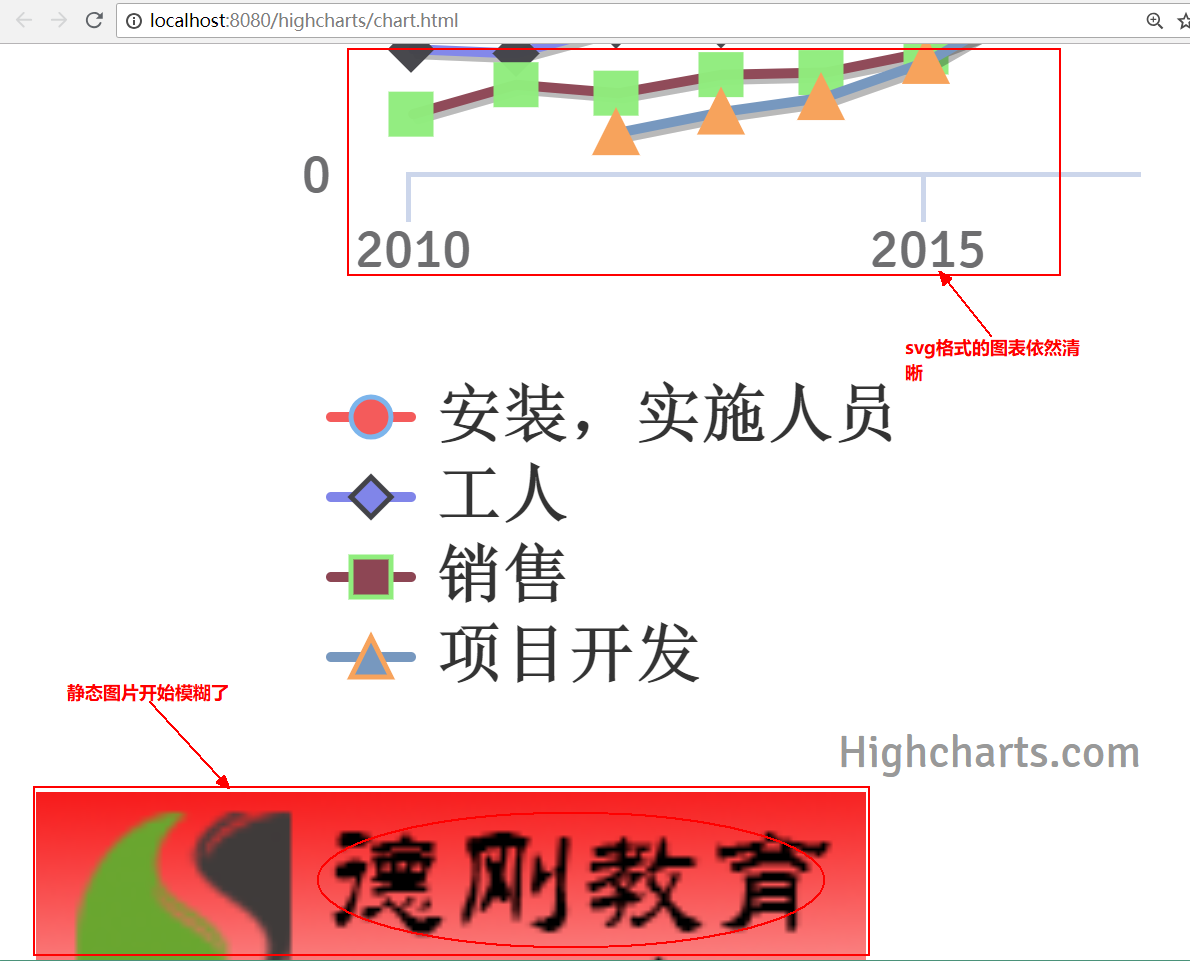 localhost:8080/highcharts/chart.html
0
2010 2015
svg格式的图表依然清
晰
安装，实施人员
工人
销售
项目开发
静态图片开始模糊了
Highcharts.com
德刚教育